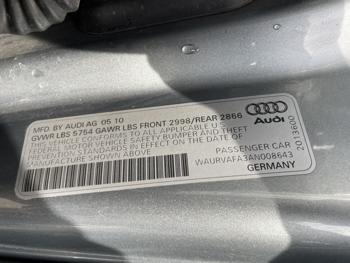 MFD. BY AUDI AG 05 10
GVWR LBS 5754 GAWR LBS FRONT 2998/REAR 2866
THIS VEHICLE CONFORMS TO ALL APPLICABLE U.S.
FEDERAL MOTOR VEHICLE SAFETY BUMPER AND THEFT
PREVENTION STANDARDS IN EFFECT ON THE DATE OF
MANUFACTURE SHOWN ABOVE
Audi
PASSENGER CAR
WAURVAFA3AN008643
GERMANY
2013600